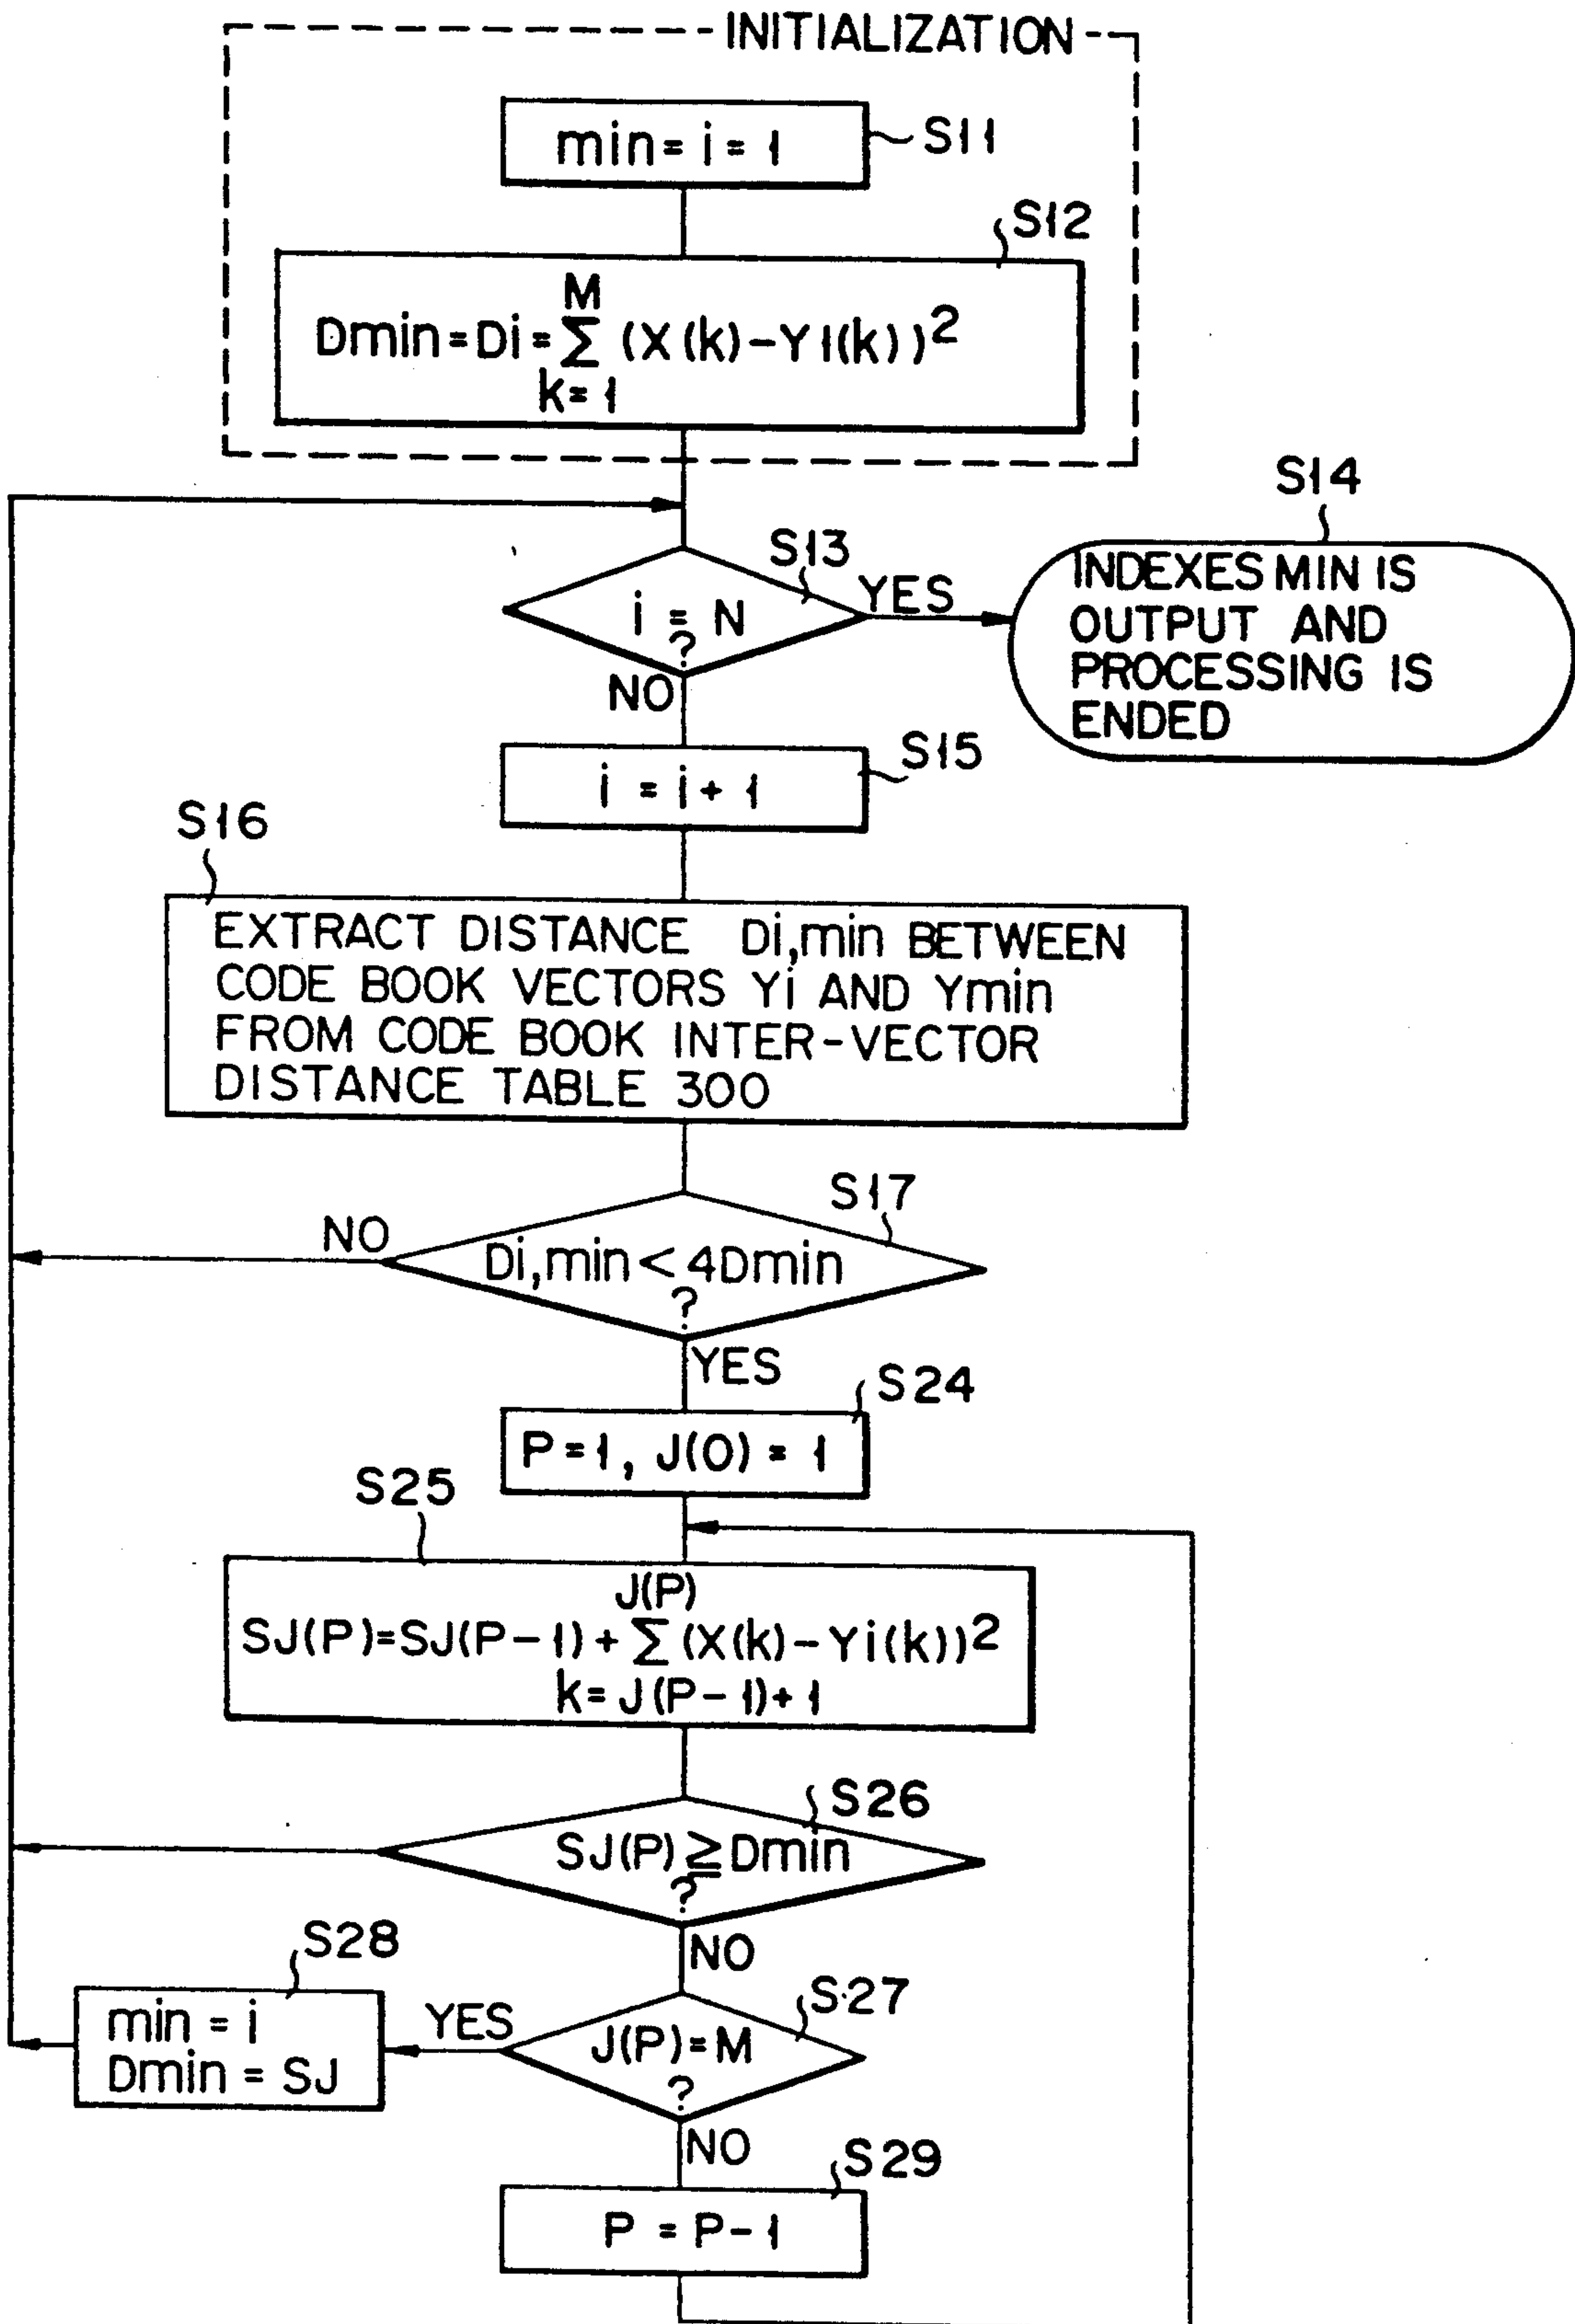 INITIALIZATION
min = i = 1
S11
S12
M
Dmin = Di = Σ (X(k) - Y1(k))²
k = 1
S14
S13
i = N
?
YES
INDEXES MIN IS
OUTPUT AND
PROCESSING IS
ENDED
NO
S15
i = i + 1
S16
EXTRACT DISTANCE Di,min BETWEEN
CODE BOOK VECTORS Yi AND Ymin
FROM CODE BOOK INTER-VECTOR
DISTANCE TABLE 300
S17
NO
Di,min < 4Dmin
?
YES
S24
P = 1, J(0) = 1
S25
J(P)
SJ(P) = SJ(P - 1) + Σ (X(k) - Yi(k))²
k = J(P - 1) + 1
S26
SJ(P) ≧ Dmin
?
NO
S28
S27
min = i
Dmin = SJ
YES
J(P) = M
?
NO
S29
P = P - 1